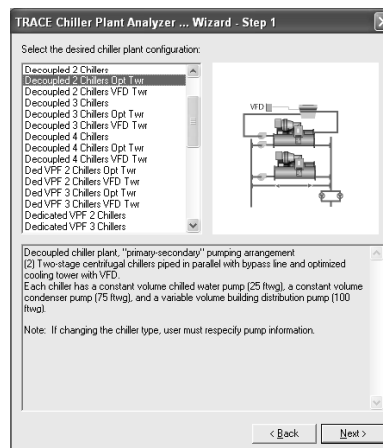 TRACE Chiller Plant Analyzer ... Wizard - Step 1
Select the desired chiller plant configuration:
Decoupled 2 Chillers
Decoupled 2 Chillers Opt Twr
Decoupled 2 Chillers VFD Twr
Decoupled 3 Chillers
Decoupled 3 Chillers Opt Twr
Decoupled 3 Chillers VFD Twr
Decoupled 4 Chillers
Decoupled 4 Chillers Opt Twr
Decoupled 4 Chillers VFD Twr
Ded VPF 2 Chillers Opt Twr
Ded VPF 2 Chillers VFD Twr
Ded VPF 3 Chillers Opt Twr
Ded VPF 3 Chillers VFD Twr
Dedicated VPF 2 Chillers
Dedicated VPF 3 Chillers
VFD
Decoupled chiller plant, "primary-secondary" pumping arrangement
(2) Two-stage centrifugal chillers piped in parallel with bypass line and optimized
cooling tower with VFD.
Each chiller has a constant volume chilled water pump (25 ftwg), a constant volume
condenser pump (75 ftwg), and a variable volume building distribution pump (100
ftwg).
Note: If changing the chiller type, user must respecify pump information.
< Back
Next >